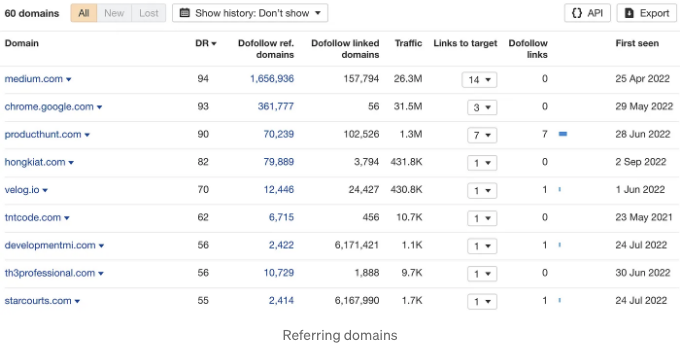 60 domains All New Lost Show history: Don't show API Export
Domain DR Dofollow ref. domains Dofollow linked domains Traffic Links to target Dofollow links First seen
medium.com 94 1,656,936 157,794 26.3M 14 0 25 Apr 2022
chrome.google.com 93 361,777 56 31.5M 3 0 29 May 2022
producthunt.com 90 70,239 102,526 1.3M 7 7 28 Jun 2022
hongkiat.com 82 79,889 3,794 431.8K 1 0 2 Sep 2022
velog.io 70 12,446 24,427 430.8K 1 1 1 Jun 2022
tntcode.com 62 6,715 456 10.7K 1 0 23 May 2021
developmentmi.com 56 2,422 6,171,421 1.1K 1 1 24 Jul 2022
th3professional.com 56 10,729 1,888 9.7K 1 0 30 Jun 2022
starcourts.com 55 2,414 6,167,990 1.7K 1 1 24 Jul 2022
Referring domains